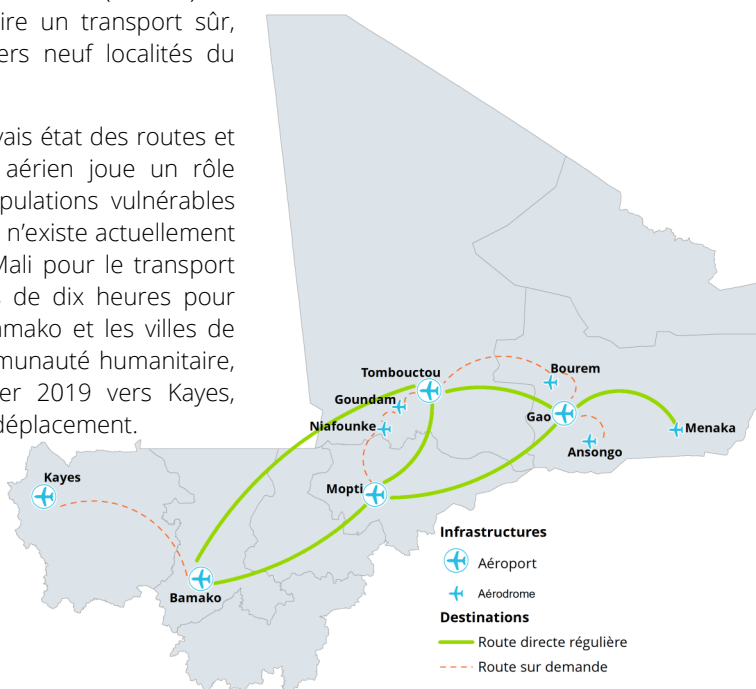 ire un transport sûr,
ers neuf localités du
vais état des routes et
aérien joue un rôle
pulations vulnérables
n’existe actuellement
Mali pour le transport
de dix heures pour
amako et les villes de
munauté humanitaire,
er 2019 vers Kayes,
déplacement.
Tombouctou
Bourem
Goundam
Gao
Niafounke
Menaka
Ansongo
Kayes
Mopti
Bamako
Infrastructures
Aéroport
Aérodrome
Destinations
Route directe régulière
Route sur demande